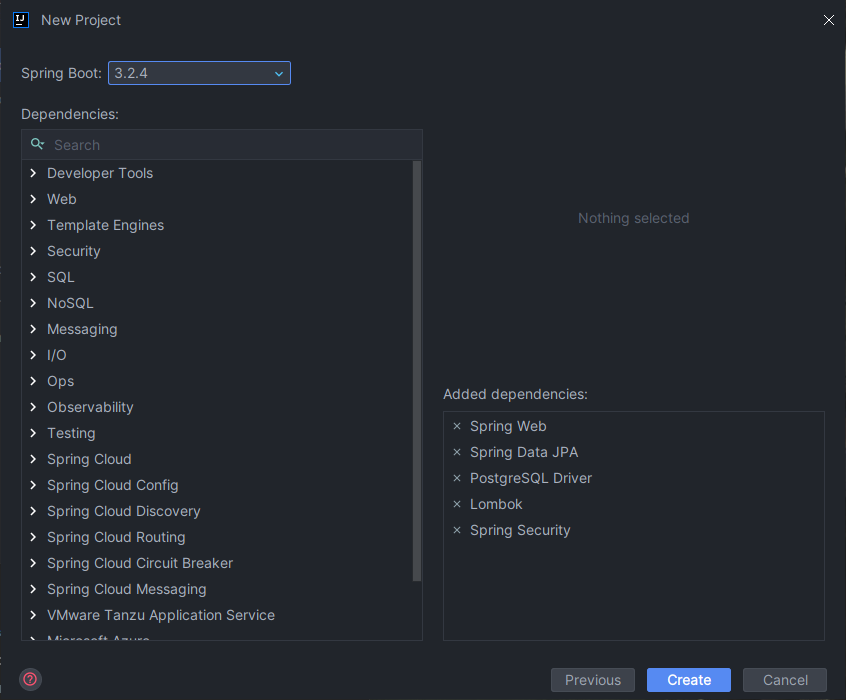 New Project
Spring Boot: 3.2.4
Dependencies:
Search
Developer Tools
Web
Template Engines
Security
SQL
NoSQL
Messaging
I/O
Ops
Observability
Testing
Spring Cloud
Spring Cloud Config
Spring Cloud Discovery
Spring Cloud Routing
Spring Cloud Circuit Breaker
Spring Cloud Messaging
VMware Tanzu Application Service
Microsoft Azure
Nothing selected
Added dependencies:
Spring Web
Spring Data JPA
PostgreSQL Driver
Lombok
Spring Security
Previous
Create
Cancel